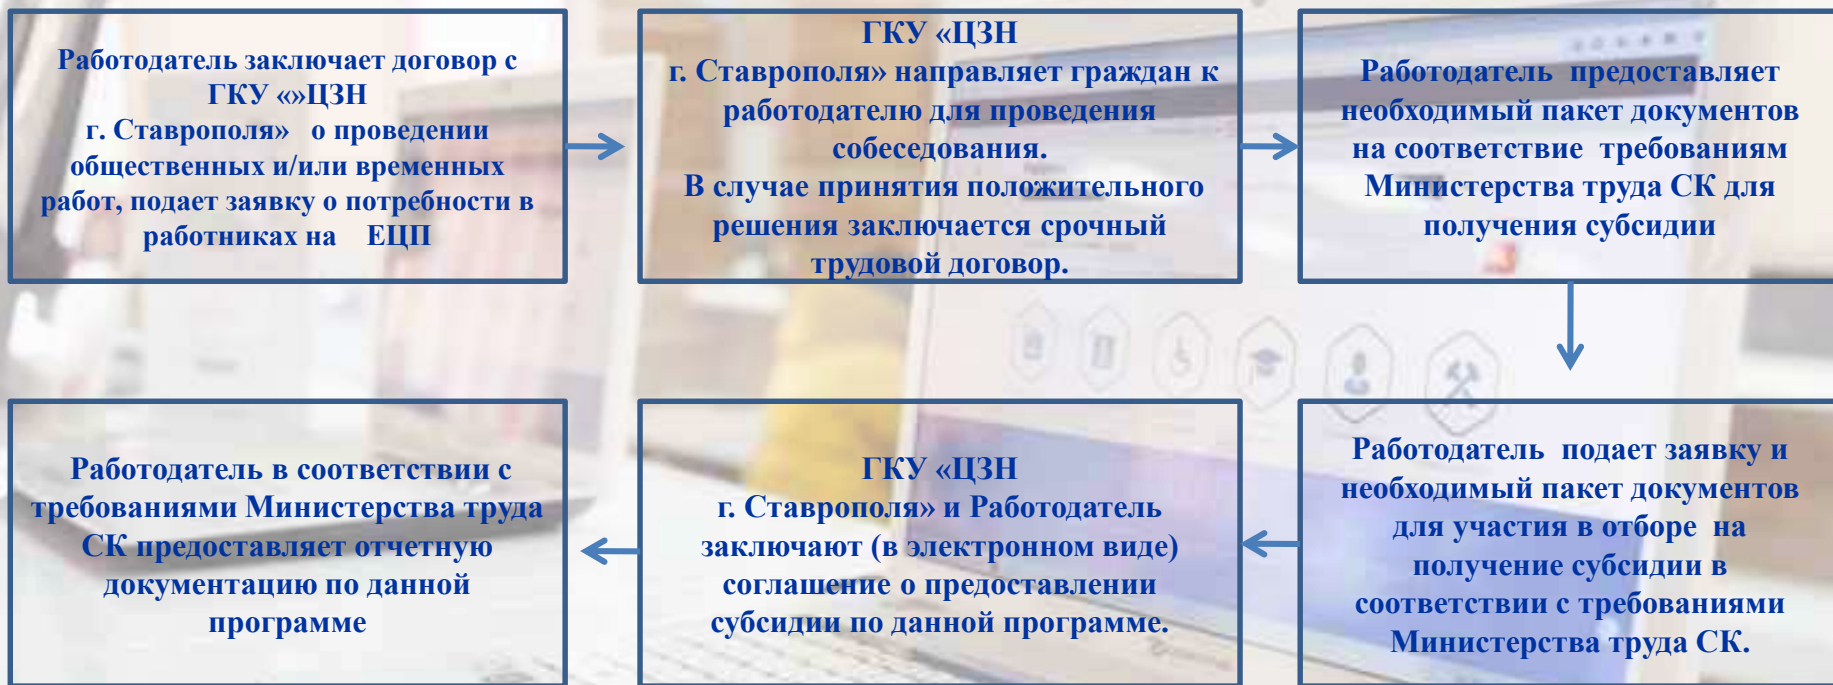 Работодатель заключает договор с
ГКУ «»ЦЗН
г. Ставрополя» о проведении
общественных и/или временных
работ, подает заявку о потребности в
работниках на ЕЦП
ГКУ «ЦЗН
г. Ставрополя» направляет граждан к
работодателю для проведения
собеседования.
В случае принятия положительного
решения заключается срочный
трудовой договор.
Работодатель предоставляет
необходимый пакет документов
на соответствие требованиям
Министерства труда СК для
получения субсидии
Работодатель подает заявку и
необходимый пакет документов
для участия в отборе на
получение субсидии в
соответствии с требованиями
Министерства труда СК.
ГКУ «ЦЗН
г. Ставрополя» и Работодатель
заключают (в электронном виде)
соглашение о предоставлении
субсидии по данной программе.
Работодатель в соответствии с
требованиями Министерства труда
СК предоставляет отчетную
документацию по данной
программе